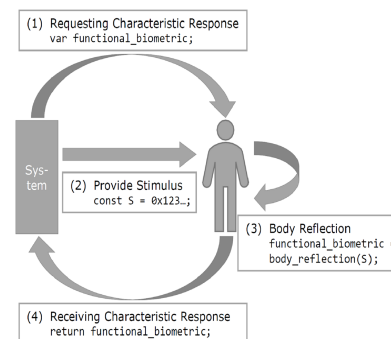 (1) Requesting Characteristic Response
var functional_biometric;
Sys-
tem
(2) Provide Stimulus
const S = 0x123…;
(3) Body Reflection
functional_biometric
body_reflection(S);
(4) Receiving Characteristic Response
return functional_biometric;